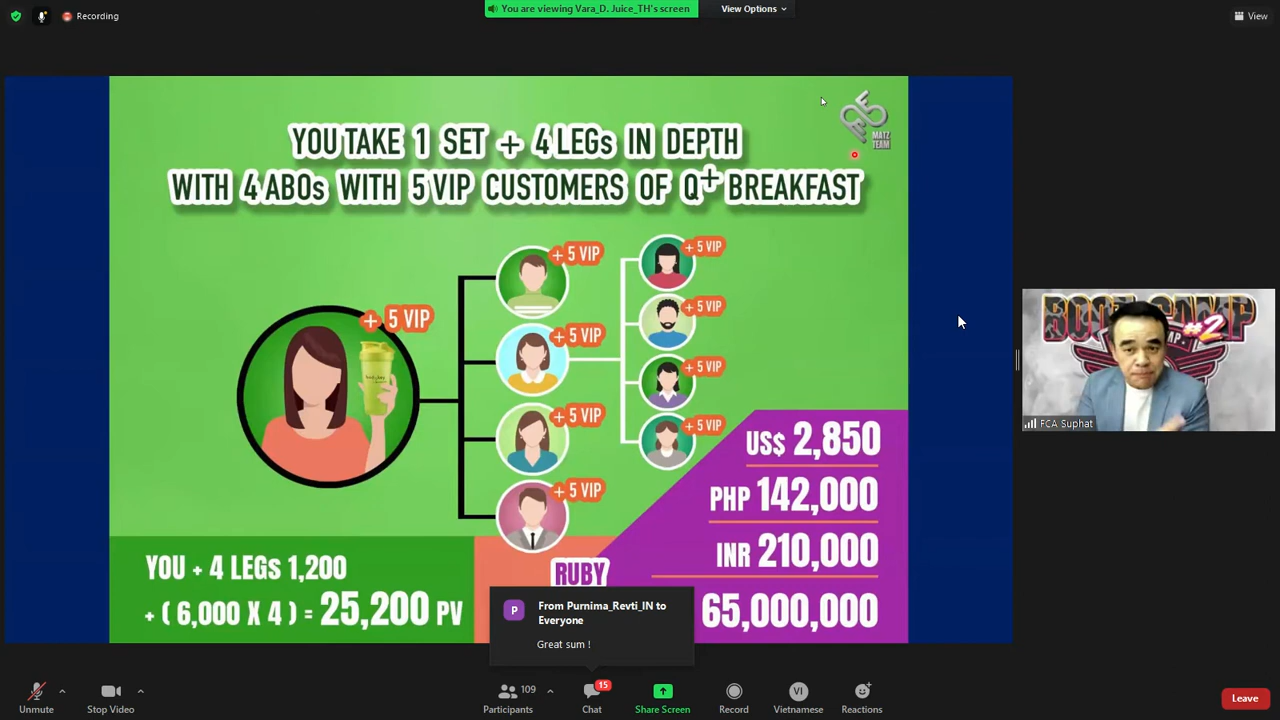 Recording
You are viewing Vara_D. Juice_TH's screen
View Options
View
MATZ
TEAM
YOU TAKE 1 SET + 4 LEGs IN DEPTH
WITH 4 ABOs WITH 5 VIP CUSTOMERS OF Q+ BREAKFAST
+ 5 VIP
+ 5 VIP
+ 5 VIP
+ 5 VIP
+ 5 VIP
+ 5 VIP
+ 5 VIP
+ 5 VIP
+ 5 VIP
BOOT CAMP
#2
FCA Suphat
US$ 2,850
PHP 142,000
INR 210,000
65,000,000
YOU + 4 LEGs 1,200
+ ( 6,000 X 4 ) = 25,200 PV
RUBY
P
From Purnima_Revti_IN to
Everyone
Great sum !
Unmute
Stop Video
109
Participants
15
Chat
Share Screen
Record
VI
Vietnamese
Reactions
Leave